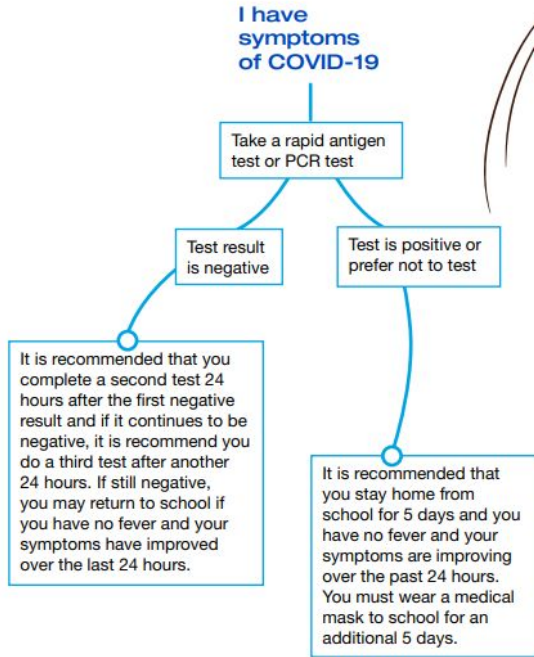 I have
symptoms
of COVID-19
Take a rapid antigen
test or PCR test
Test result
is negative
Test is positive or
prefer not to test
It is recommended that you
complete a second test 24
hours after the first negative
result and if it continues to be
negative, it is recommend you
do a third test after another
24 hours. If still negative,
you may return to school if
you have no fever and your
symptoms have improved
over the last 24 hours.
It is recommended that
you stay home from
school for 5 days and you
have no fever and your
symptoms are improving
over the past 24 hours.
You must wear a medical
mask to school for an
additional 5 days.